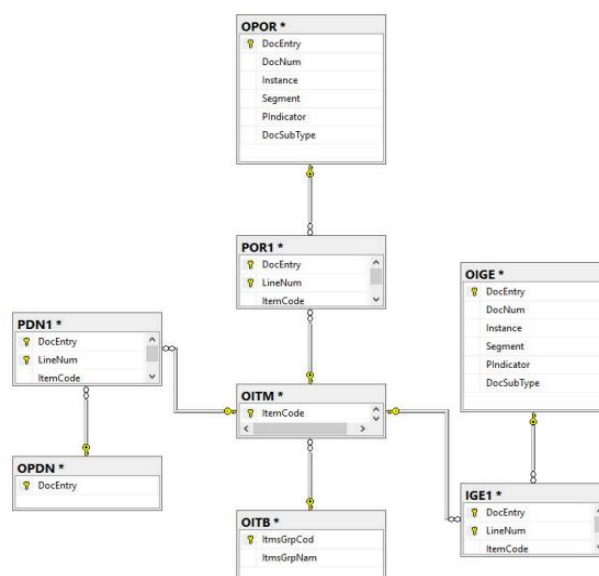 OPOR *
DocEntry
DocNum
Instance
Segment
PIndicator
DocSubType
POR1 *
DocEntry
LineNum
ItemCode
OIGE *
DocEntry
DocNum
Instance
Segment
PIndicator
DocSubType
PDN1 *
DocEntry
LineNum
ItemCode
OITM *
ItemCode
OPDN *
DocEntry
IGE1 *
DocEntry
LineNum
ItemCode
OITB *
ItmsGrpCod
ItmsGrpNam